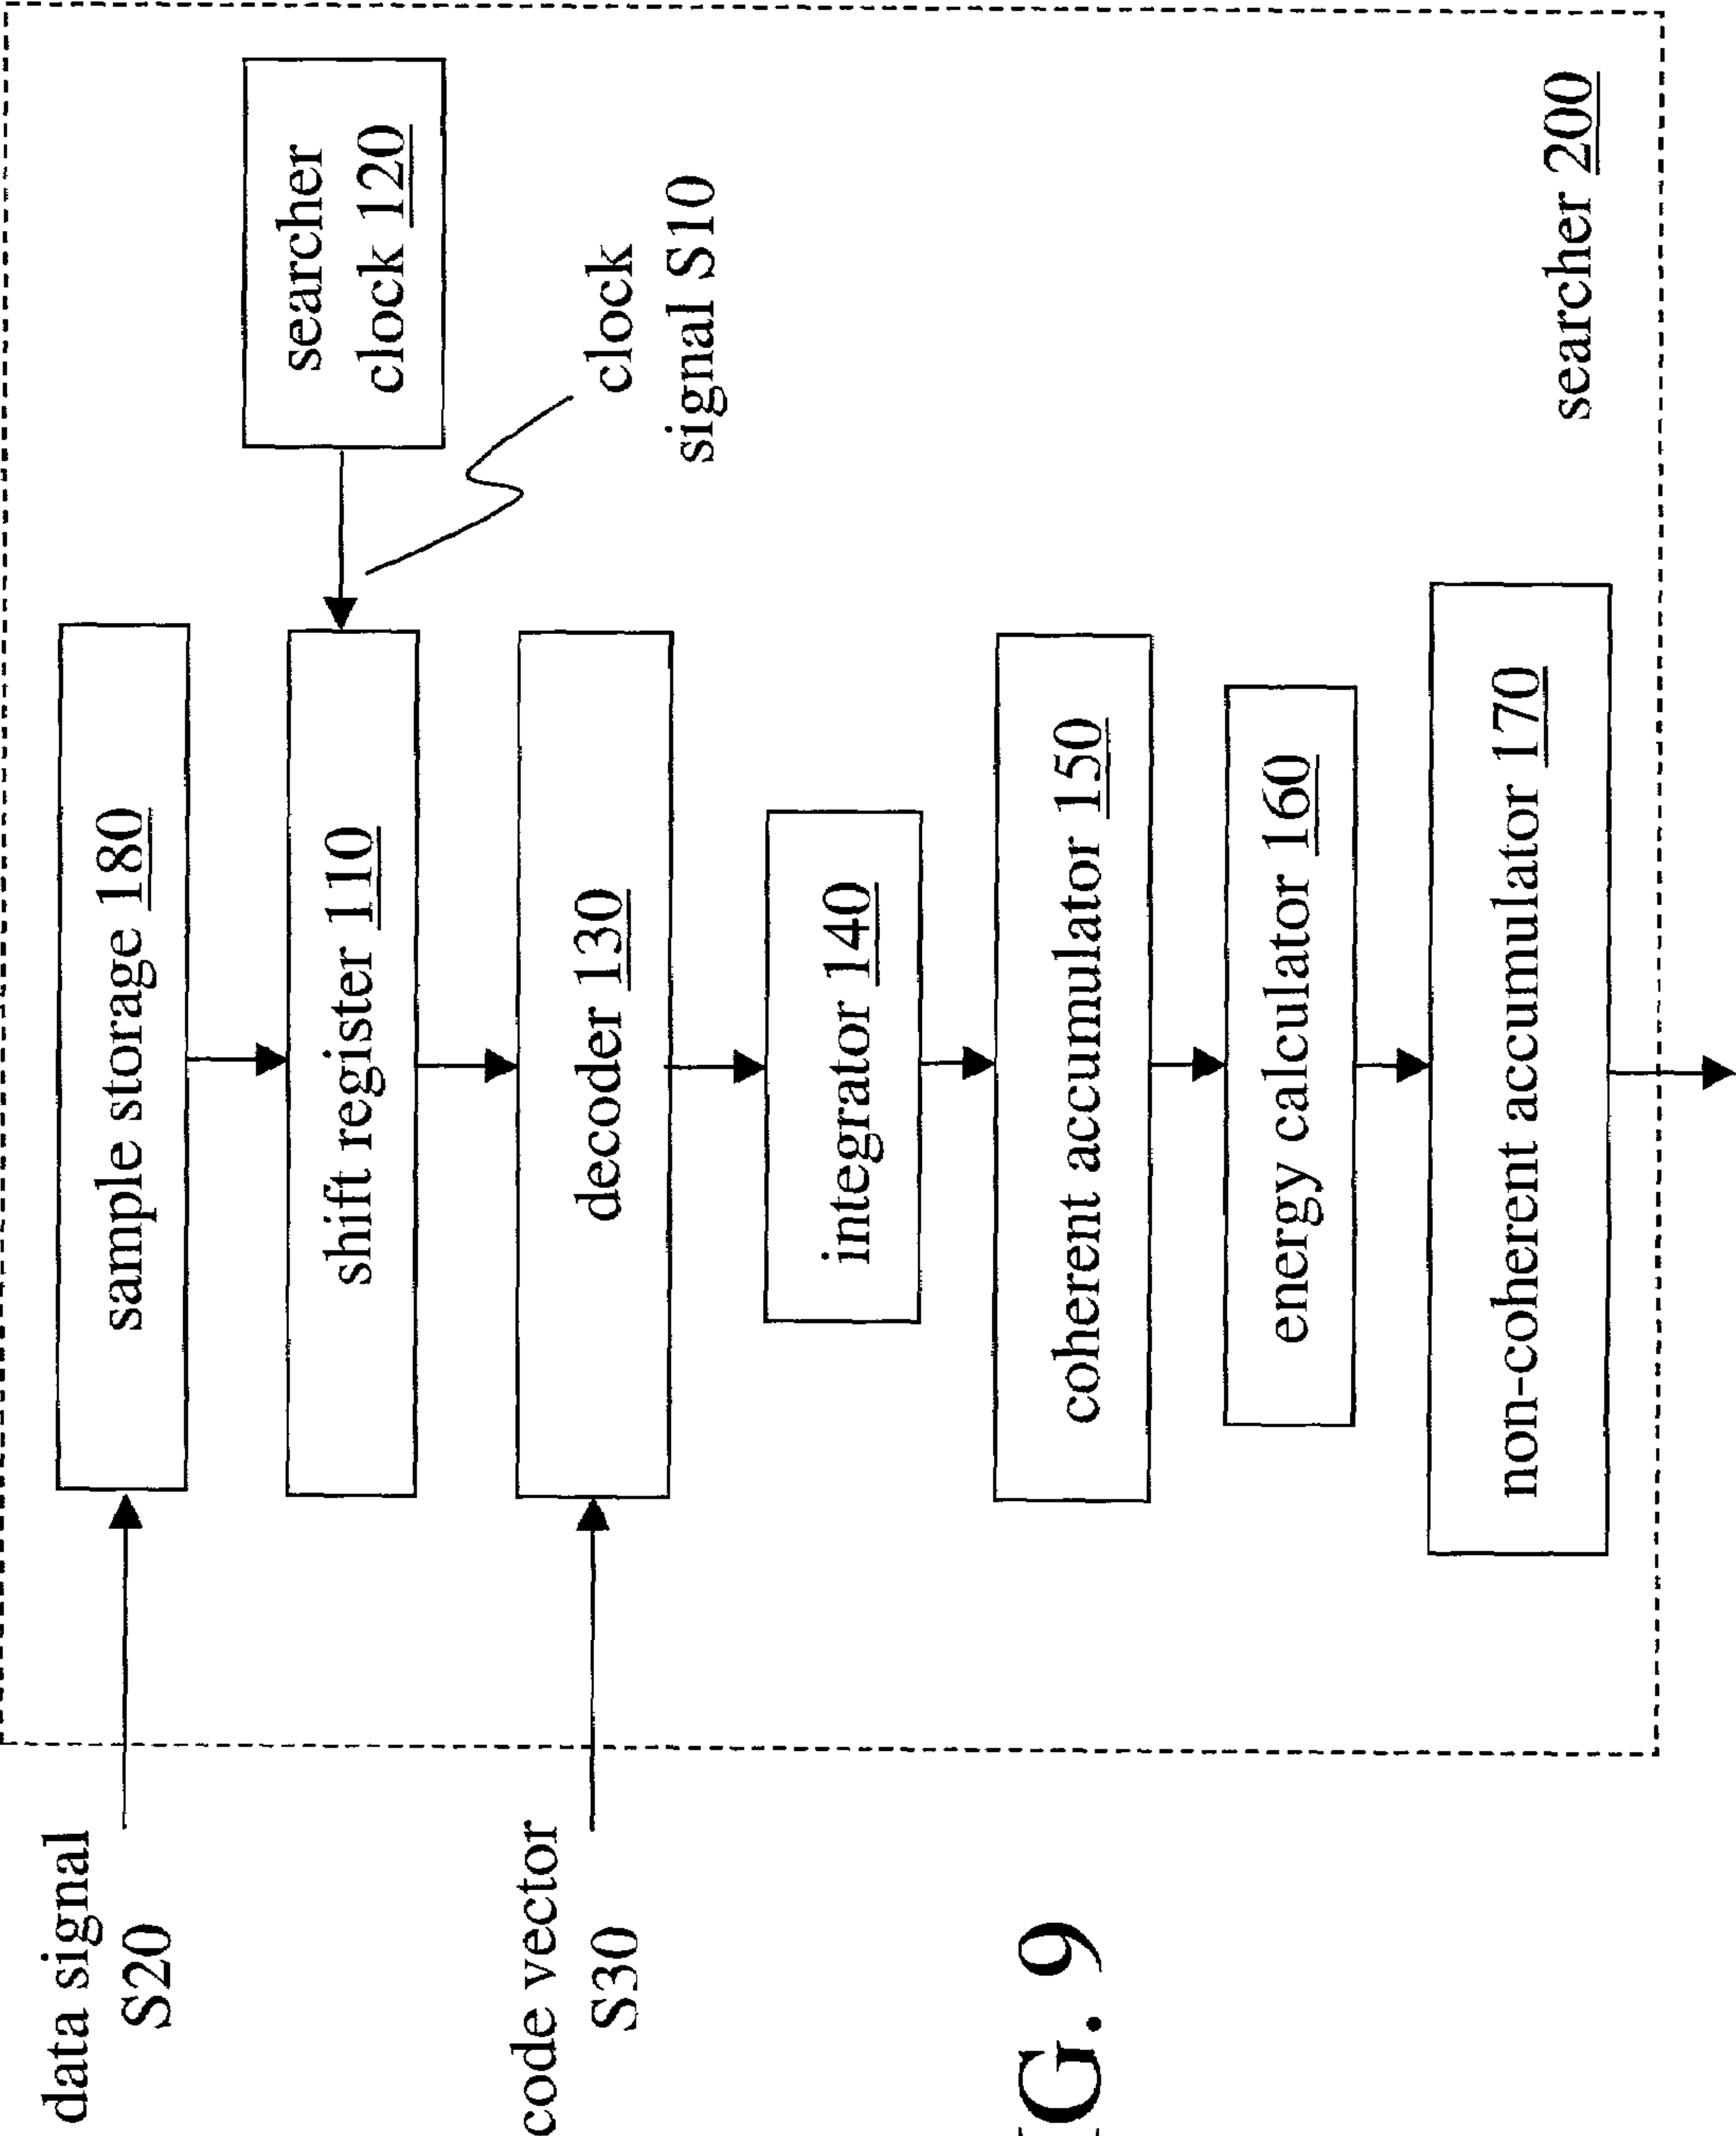 data signal
S20
sample storage 180
shift register 110
searcher
clock 120
clock
signal S10
code vector
S30
decoder 130
integrator 140
coherent accumulator 150
energy calculator 160
non-coherent accumulator 170
searcher 200
IG. 9